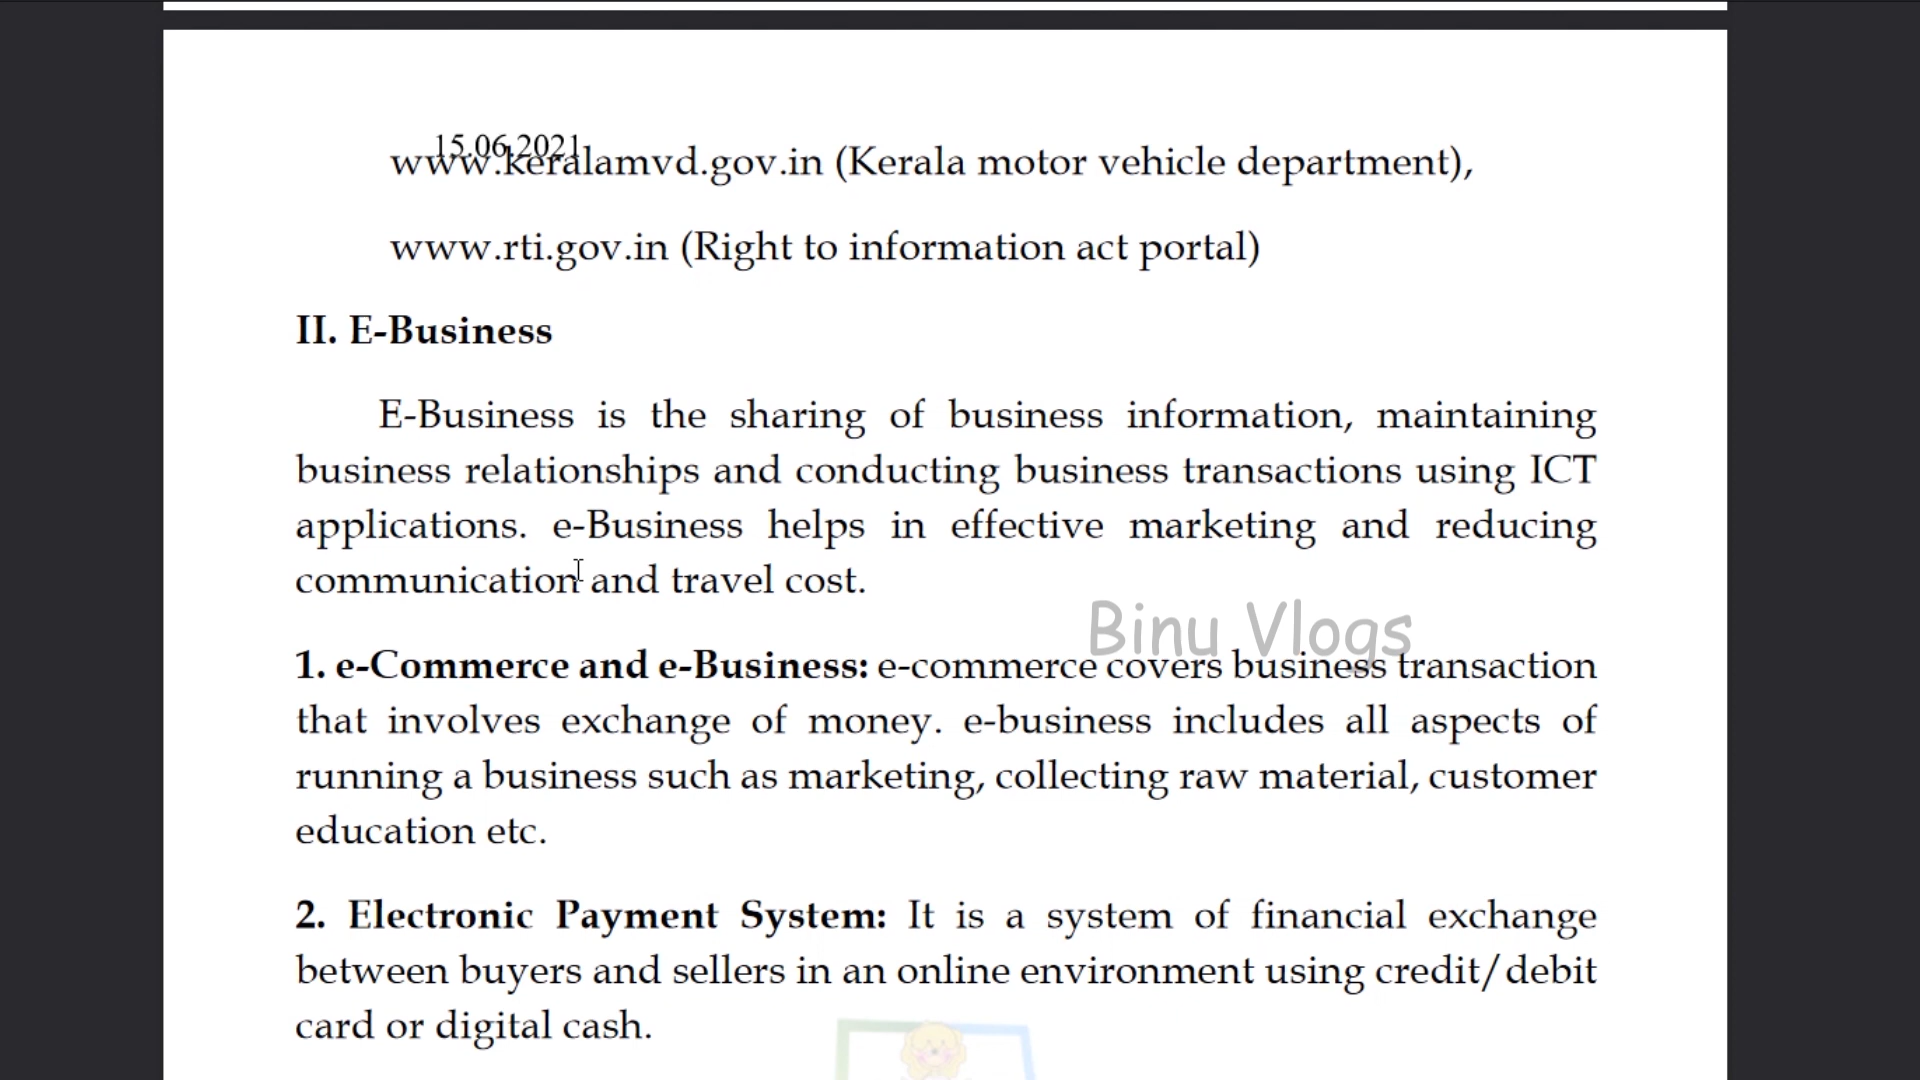 15.06.2021
www.keralamvd.gov.in (Kerala motor vehicle department),
www.rti.gov.in (Right to information act portal)
II. E-Business
E-Business is the sharing of business information, maintaining
business relationships and conducting business transactions using ICT
applications. e-Business helps in effective marketing and reducing
communication and travel cost.
Binu Vlogs
1. e-Commerce and e-Business: e-commerce covers business transaction
that involves exchange of money. e-business includes all aspects of
running a business such as marketing, collecting raw material, customer
education etc.
2. Electronic Payment System: It is a system of financial exchange
between buyers and sellers in an online environment using credit/debit
card or digital cash.